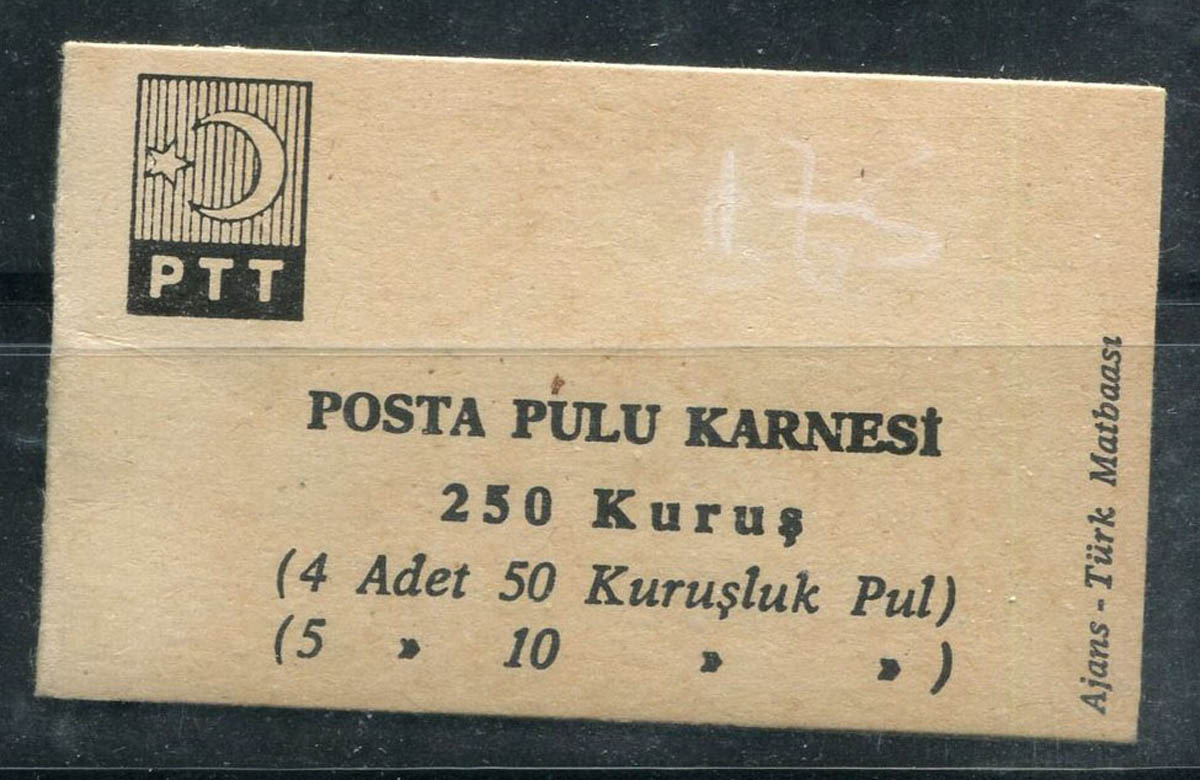 PTT
POSTA PULU KARNESİ
250 Kuruş
(4 Adet 50 Kuruşluk Pul)
(5 » 10 » »)
Ajans - Türk Matbaası